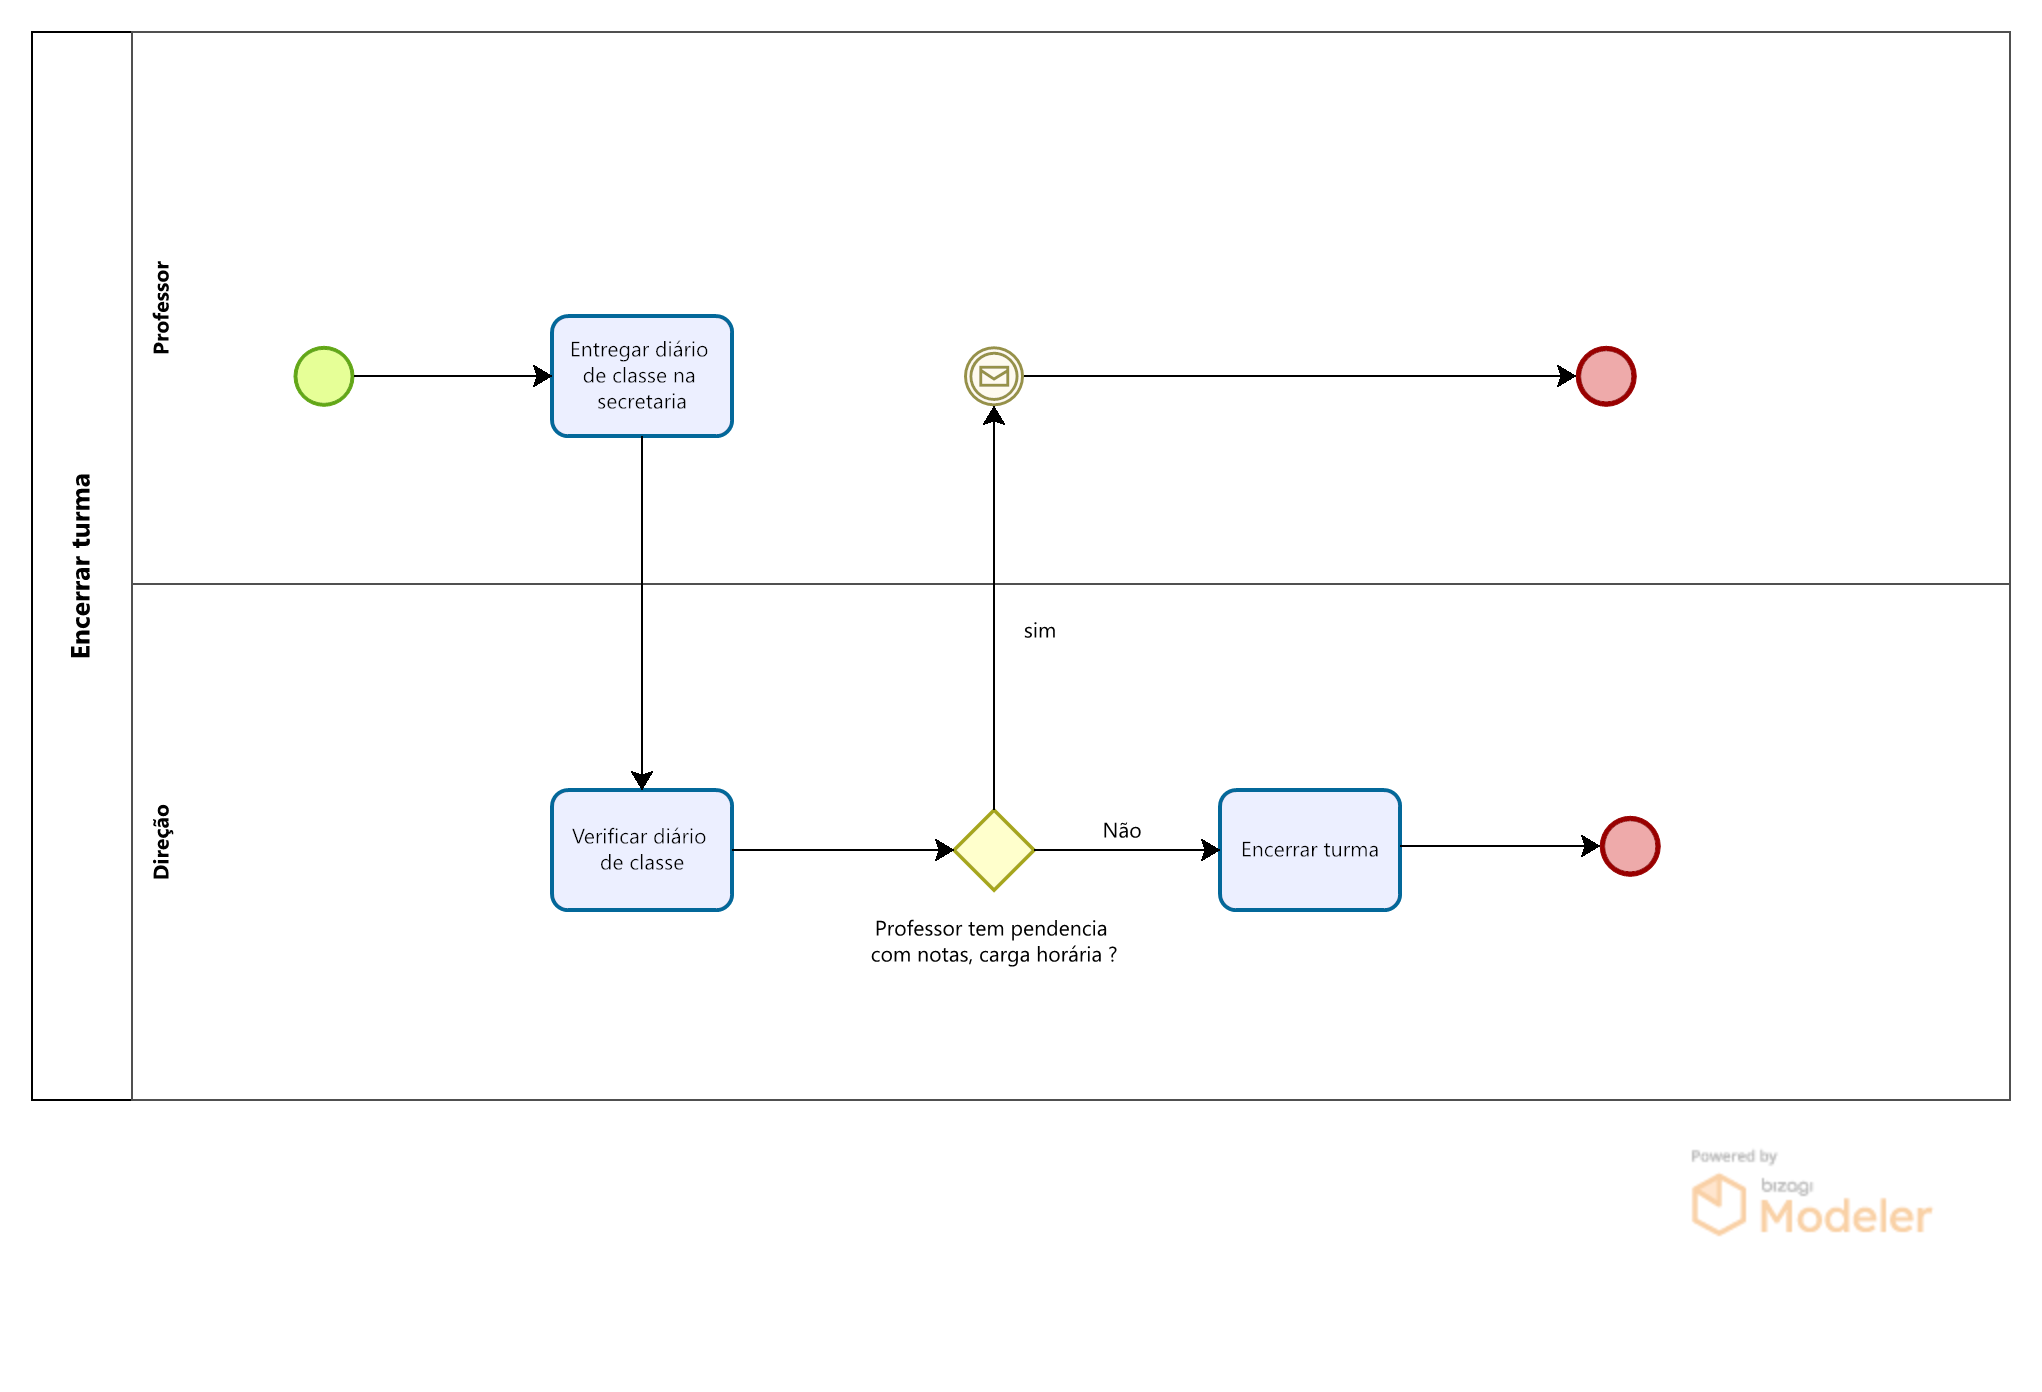 Encerrar turma
Professor
Entregar diário
de classe na
secretaria
sim
Direção
Verificar diário
de classe
Não
Encerrar turma
Professor tem pendencia
com notas, carga horária ?
Powered by
bizagi
Modeler